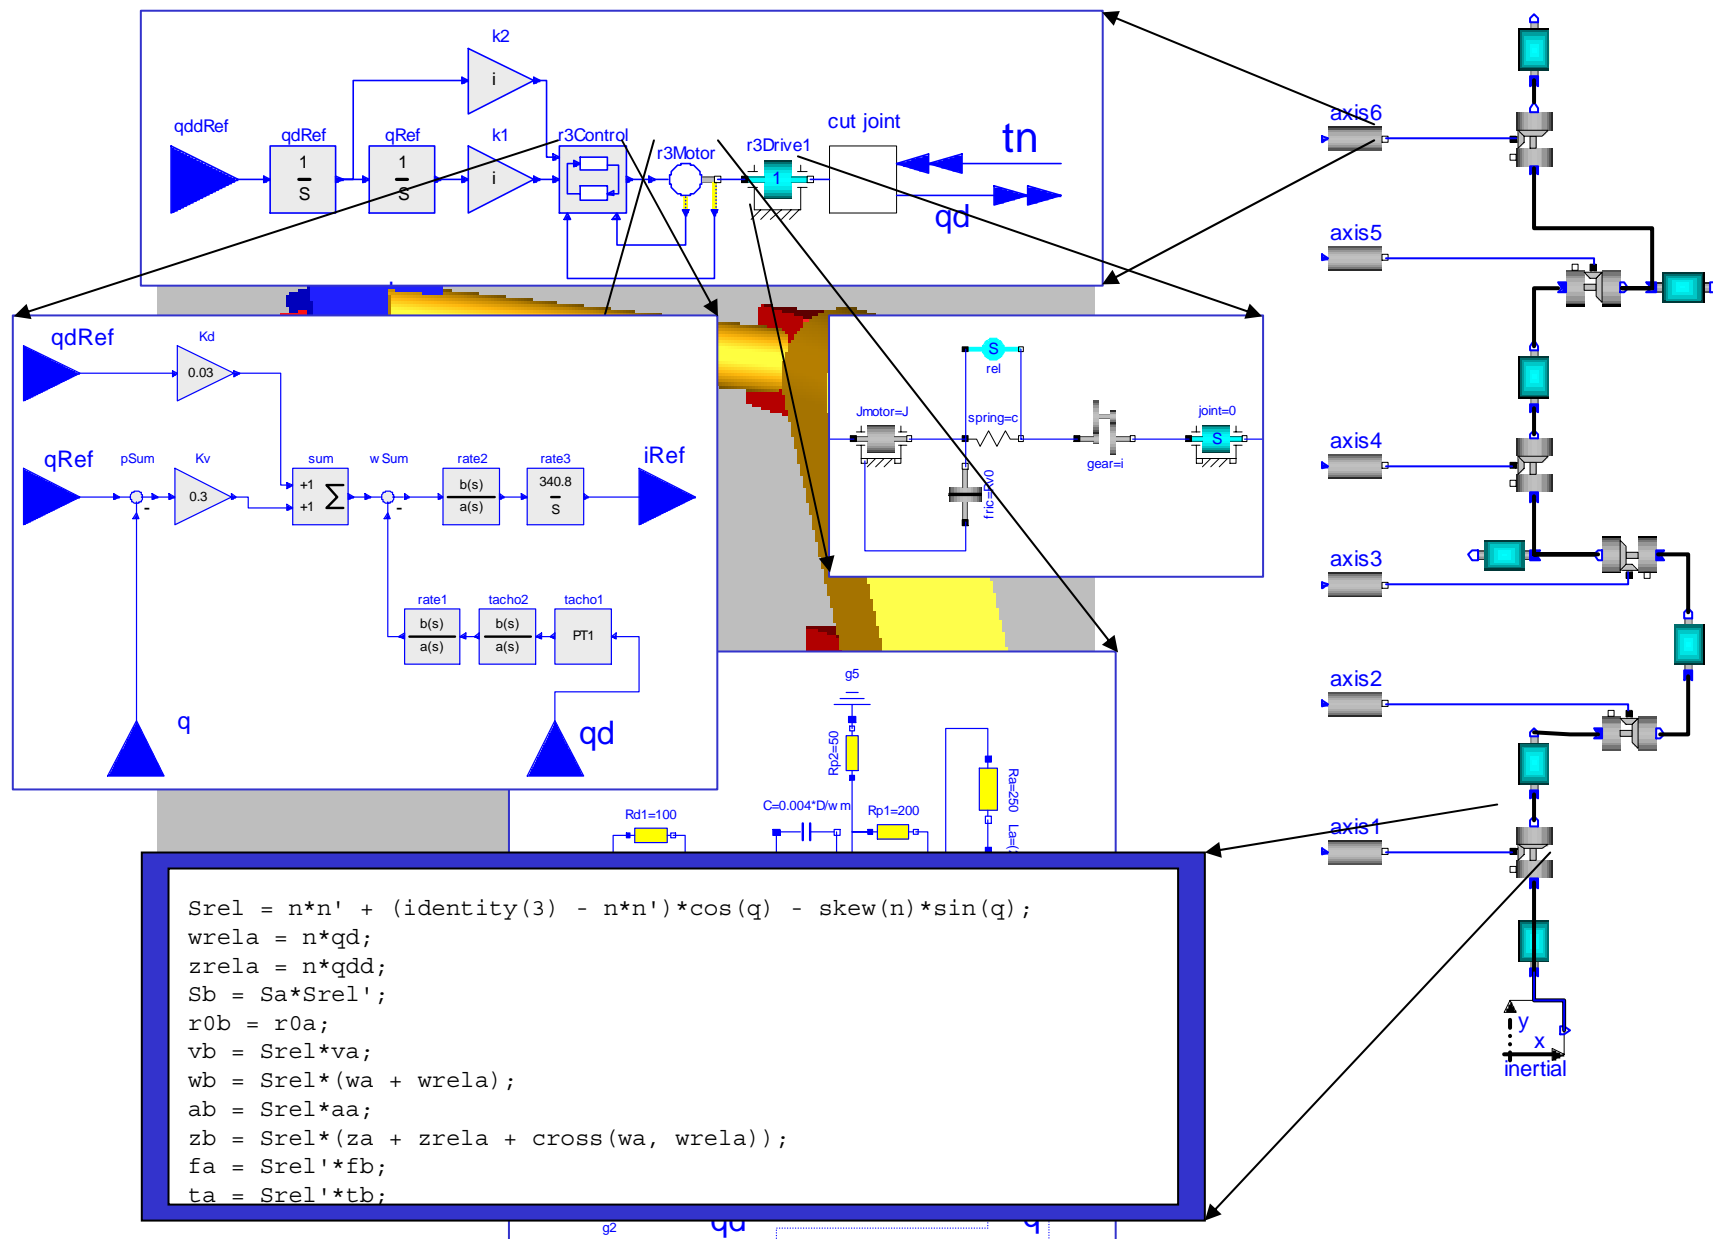 k2
i
qddRef
qdRef
1
S
qRef
1
S
k1
i
r3Control
r3Motor
r3Drive1
1
cut joint
tn
qd
qdRef
Kd
0.03
qRef
pSum
Kv
0.3
sum
+1
+1
Σ
w Sum
-
-
rate2
b(s)
a(s)
rate3
340.8
S
iRef
rate1
b(s)
a(s)
tacho2
b(s)
a(s)
tacho1
PT1
q
qd
S
rel
Jmotor=J
spring=c
gear=i
joint=0
S
fric=Rv0
g5
Rp2=50
Rd1=100
C=0.004*D/w m
Rp1=200
Ra=250
La=(
Srel = n*n' + (identity(3) - n*n')*cos(q) - skew(n)*sin(q);
wrela = n*qd;
zrela = n*qdd;
Sb = Sa*Srel';
r0b = r0a;
vb = Srel*va;
wb = Srel*(wa + wrela);
ab = Srel*aa;
zb = Srel*(za + zrela + cross(wa, wrela));
fa = Srel'*fb;
ta = Srel'*tb;
g2
qd
q
axis6
axis5
axis4
axis3
axis2
axis1
y
x
inertial